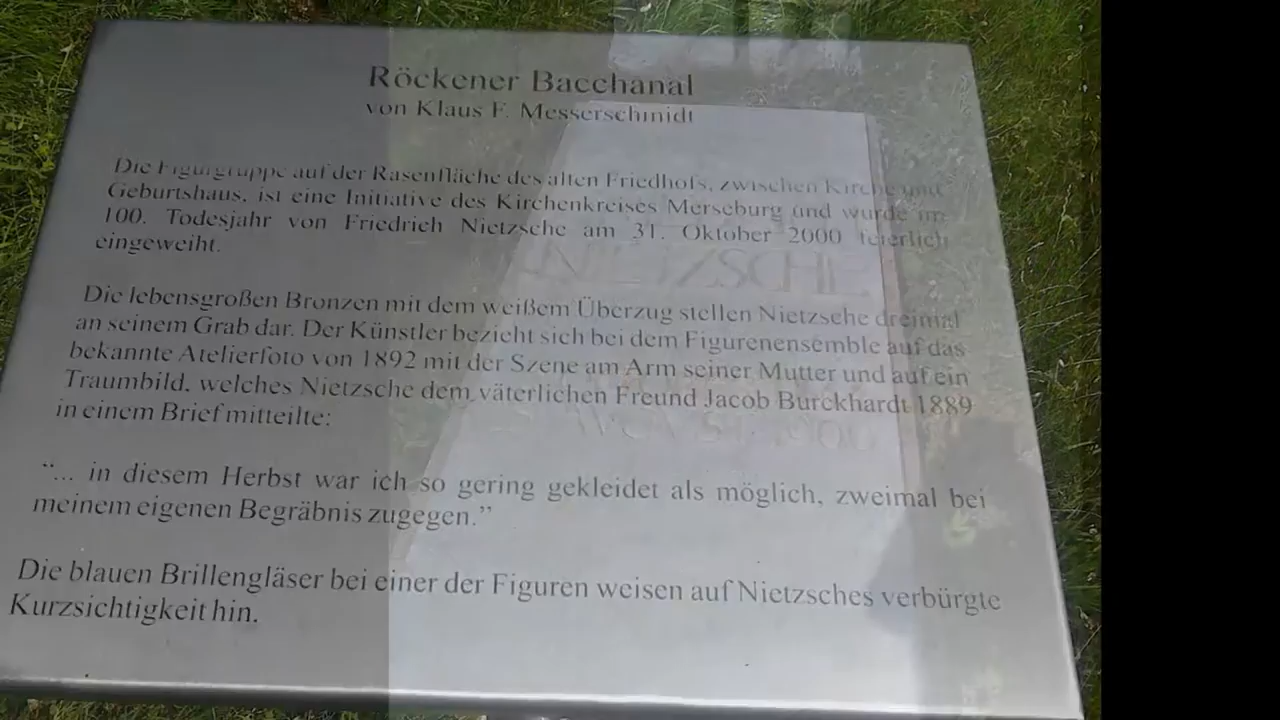 Röckener Bacchanal
von Klaus F. Messerschmidt
Die Figurgruppe auf der Rasenfläche des alten Friedhofs, zwischen Kirche und
Geburtshaus, ist eine Initiative des Kirchenkreises Merseburg und wurde im
100. Todesjahr von Friedrich Nietzsche am 31. Oktober 2000 feierlich
eingeweiht.
NIETZSCHE
Die lebensgroßen Bronzen mit dem weißem Überzug stellen Nietzsche dreimal
an seinem Grab dar. Der Künstler bezieht sich bei dem Figurenensemble auf das
bekannte Atelierfoto von 1892 mit der Szene am Arm seiner Mutter und auf ein
Traumbild, welches Nietzsche dem väterlichen Freund Jacob Burckhardt 1889
in einem Brief mitteilte:
“... in diesem Herbst war ich so gering gekleidet als möglich, zweimal bei
meinem eigenen Begräbnis zugegen.”
Die blauen Brillengläser bei einer der Figuren weisen auf Nietzsches verbürgte
Kurzsichtigkeit hin.